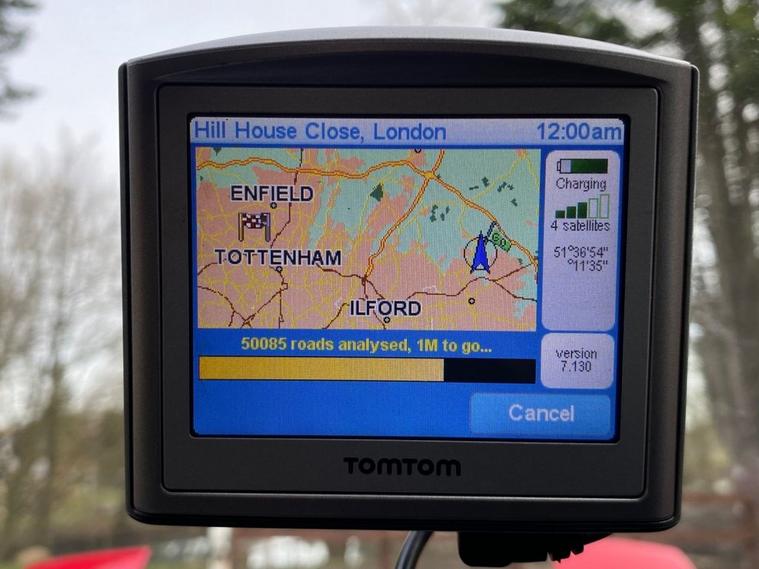 Hill House Close, London 12:00am
ENFIELD
TOTTENHAM
ILFORD
GO
Charging
4 satellites
51°36'54"
°11'35"
50085 roads analysed, 1M to go...
version
7.130
Cancel
TOMTOM